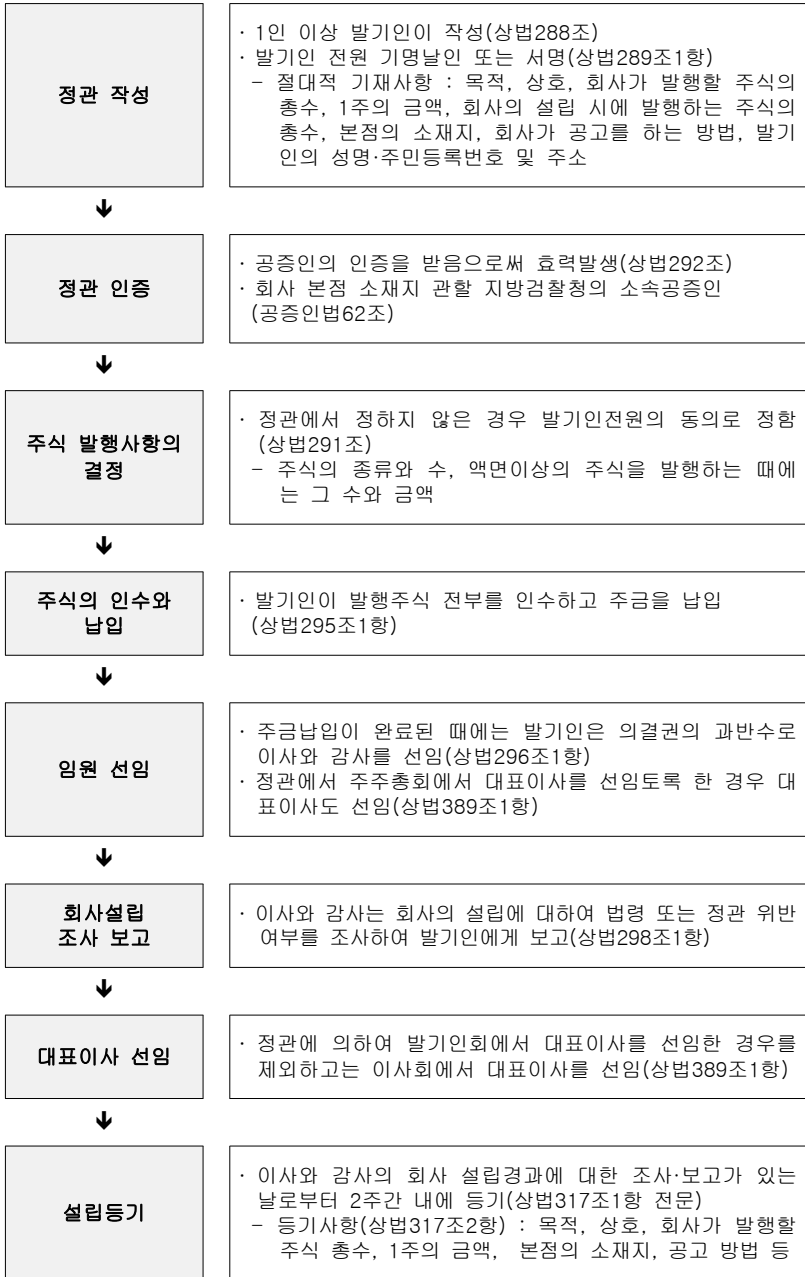 정관 작성
· 1인 이상 발기인이 작성(상법288조)
· 발기인 전원 기명날인 또는 서명(상법289조1항)
- 절대적 기재사항 : 목적, 상호, 회사가 발행할 주식의
총수, 1주의 금액, 회사의 설립 시에 발행하는 주식의
총수, 본점의 소재지, 회사가 공고를 하는 방법, 발기
인의 성명·주민등록번호 및 주소
정관 인증
· 공증인의 인증을 받음으로써 효력발생(상법292조)
· 회사 본점 소재지 관할 지방검찰청의 소속공증인
(공증인법62조)
주식 발행사항의
결정
· 정관에서 정하지 않은 경우 발기인전원의 동의로 정함
(상법291조)
- 주식의 종류와 수, 액면이상의 주식을 발행하는 때에
는 그 수와 금액
주식의 인수와
납입
· 발기인이 발행주식 전부를 인수하고 주금을 납입
(상법295조1항)
임원 선임
· 주금납입이 완료된 때에는 발기인은 의결권의 과반수로
이사와 감사를 선임(상법296조1항)
· 정관에서 주주총회에서 대표이사를 선임토록 한 경우 대
표이사도 선임(상법389조1항)
회사설립
조사 보고
· 이사와 감사는 회사의 설립에 대하여 법령 또는 정관 위반
여부를 조사하여 발기인에게 보고(상법298조1항)
대표이사 선임
· 정관에 의하여 발기인회에서 대표이사를 선임한 경우를
제외하고는 이사회에서 대표이사를 선임(상법389조1항)
설립등기
· 이사와 감사의 회사 설립경과에 대한 조사·보고가 있는
날로부터 2주간 내에 등기(상법317조1항 전문)
- 등기사항(상법317조2항) : 목적, 상호, 회사가 발행할
주식 총수, 1주의 금액, 본점의 소재지, 공고 방법 등